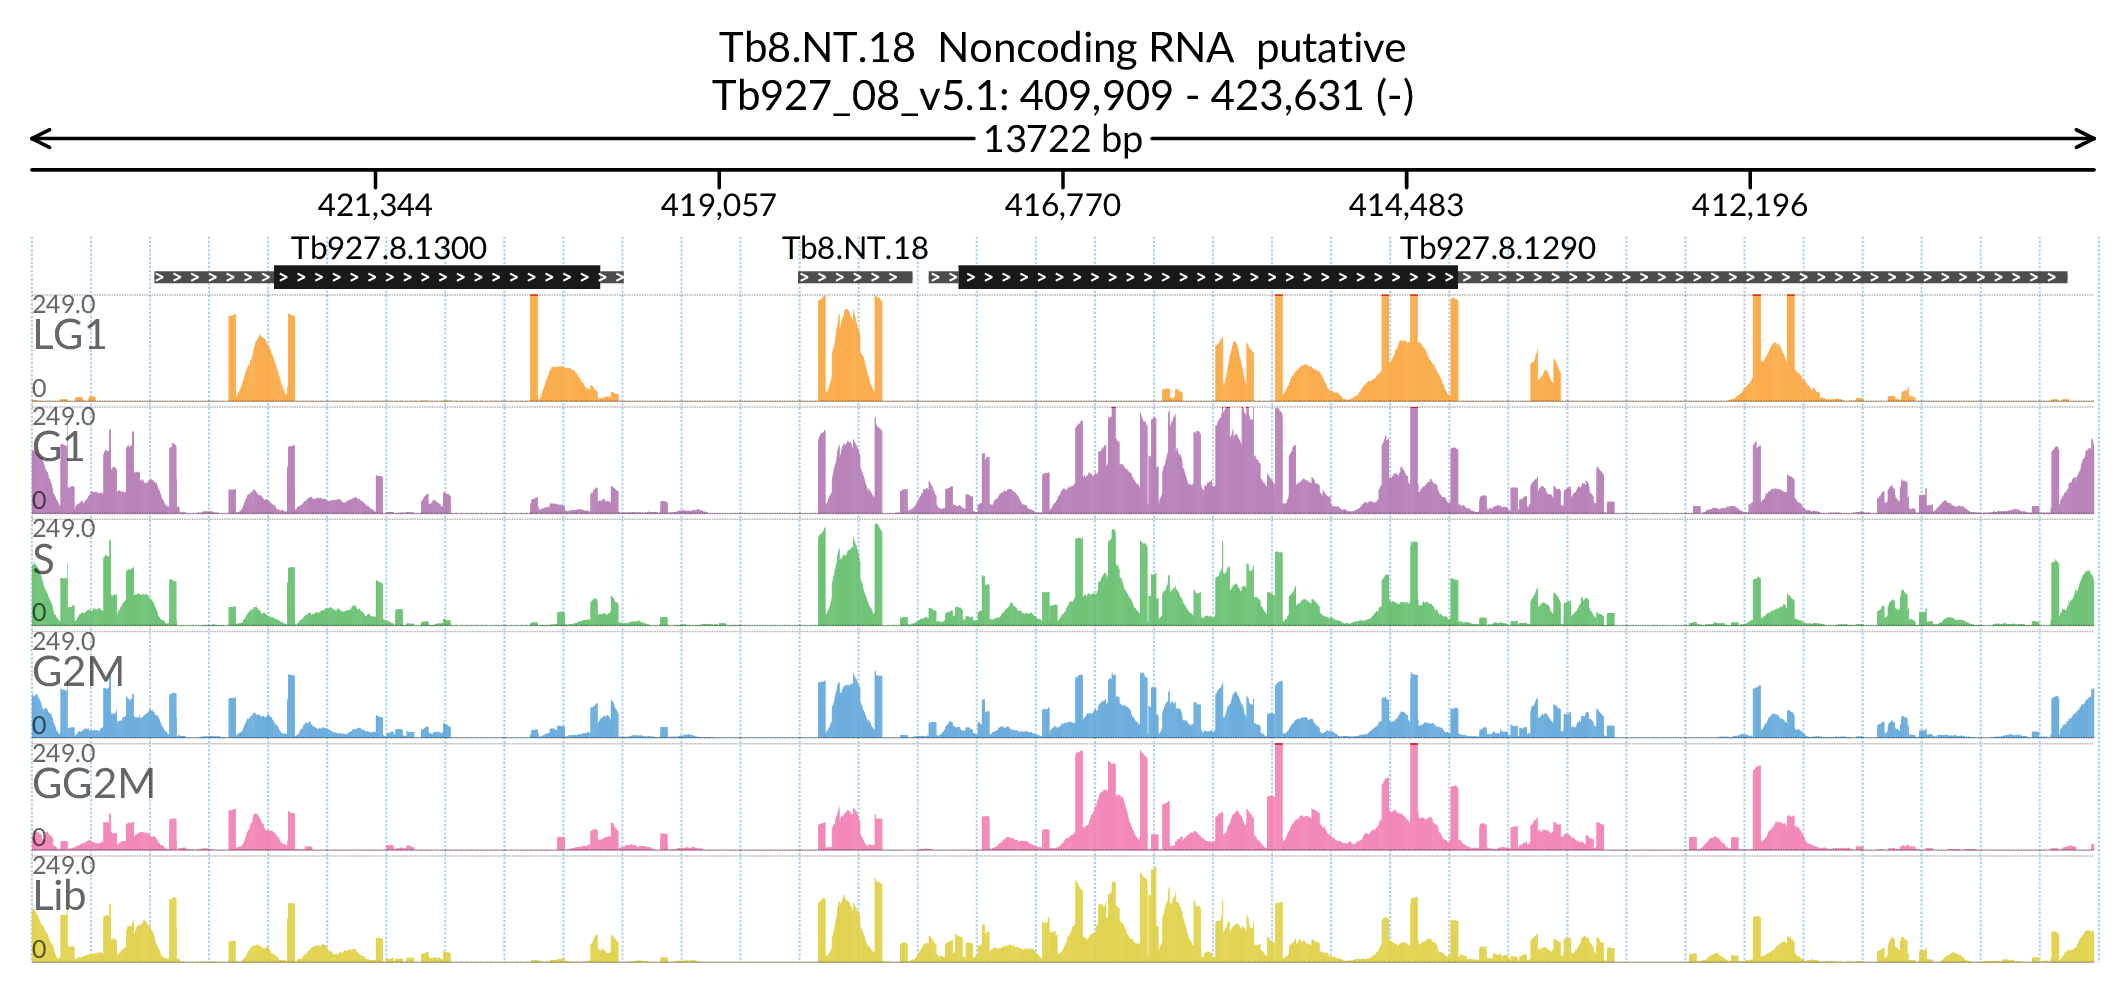 Tb8.NT.18 Noncoding RNA putative
Tb927_08_v5.1: 409,909 - 423,631 (-)
13722 bp
421,344 419,057 416,770 414,483 412,196
Tb927.8.1300 Tb8.NT.18 Tb927.8.1290
249.0
LG1
0
249.0
G1
0
249.0
S
0
249.0
G2M
0
249.0
GG2M
0
249.0
Lib
0